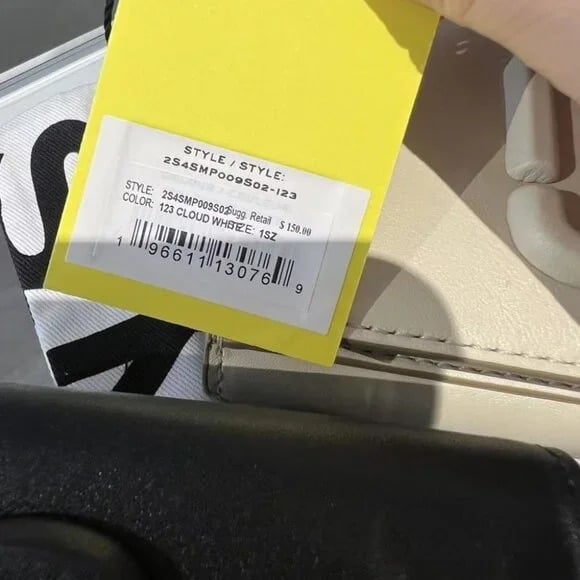 STYLE / STYLE:
2S4SMP009S02-123
STYLE: 2S4SMP009S02 Sugg. Retail $ 150.00
COLOR: 123 CLOUD WHITE SIZE: 1SZ
1 96611 13076 9